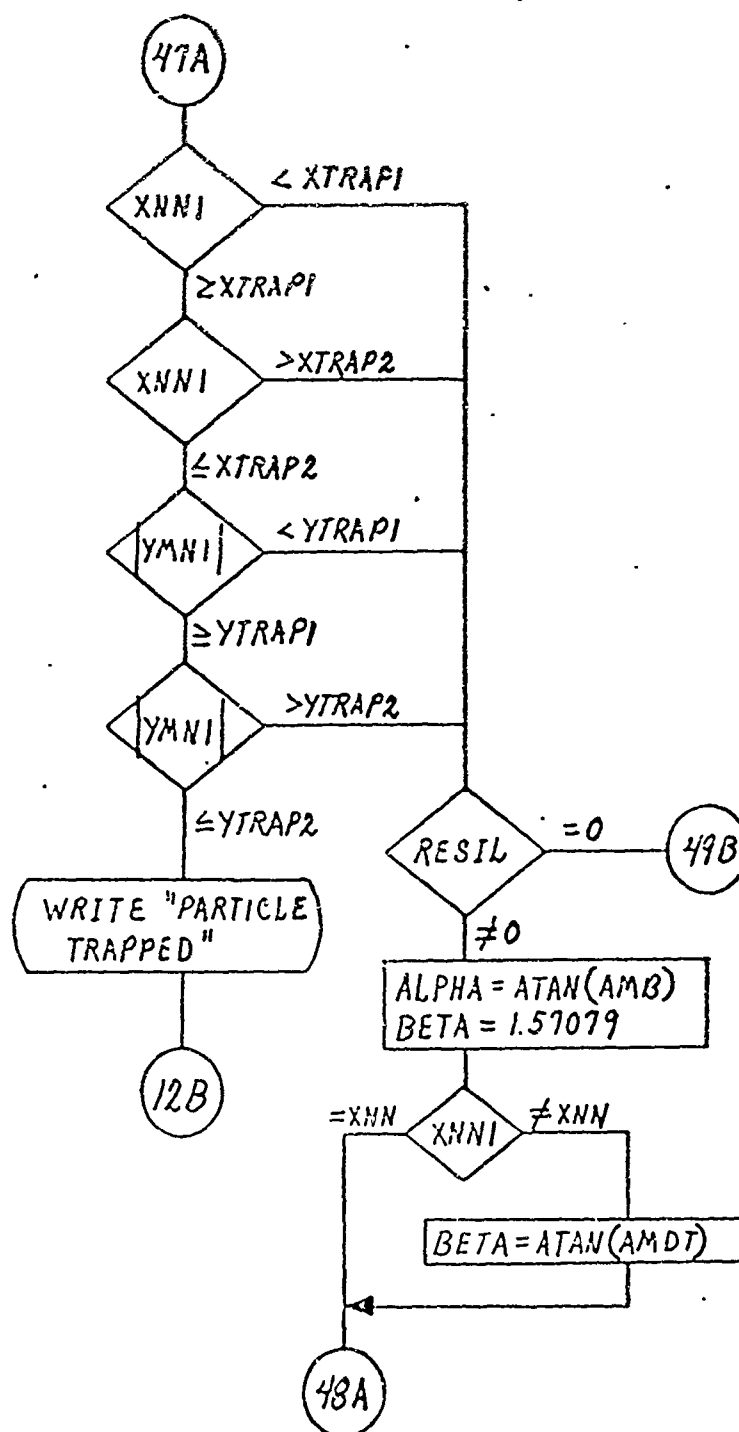 47A
XNN1
< XTRAP1
≥XTRAP1
XNN1
>XTRAP2
≤XTRAP2
|YMN1|
< YTRAP1
≥YTRAP1
|YMN1|
>YTRAP2
≤YTRAP2
RESIL
=0
49B
WRITE "PARTICLE
TRAPPED"
≠0
ALPHA = ATAN(AMB)
BETA = 1.57079
12B
=XNN
XNN1
≠XNN
BETA = ATAN(AMDT)
48A